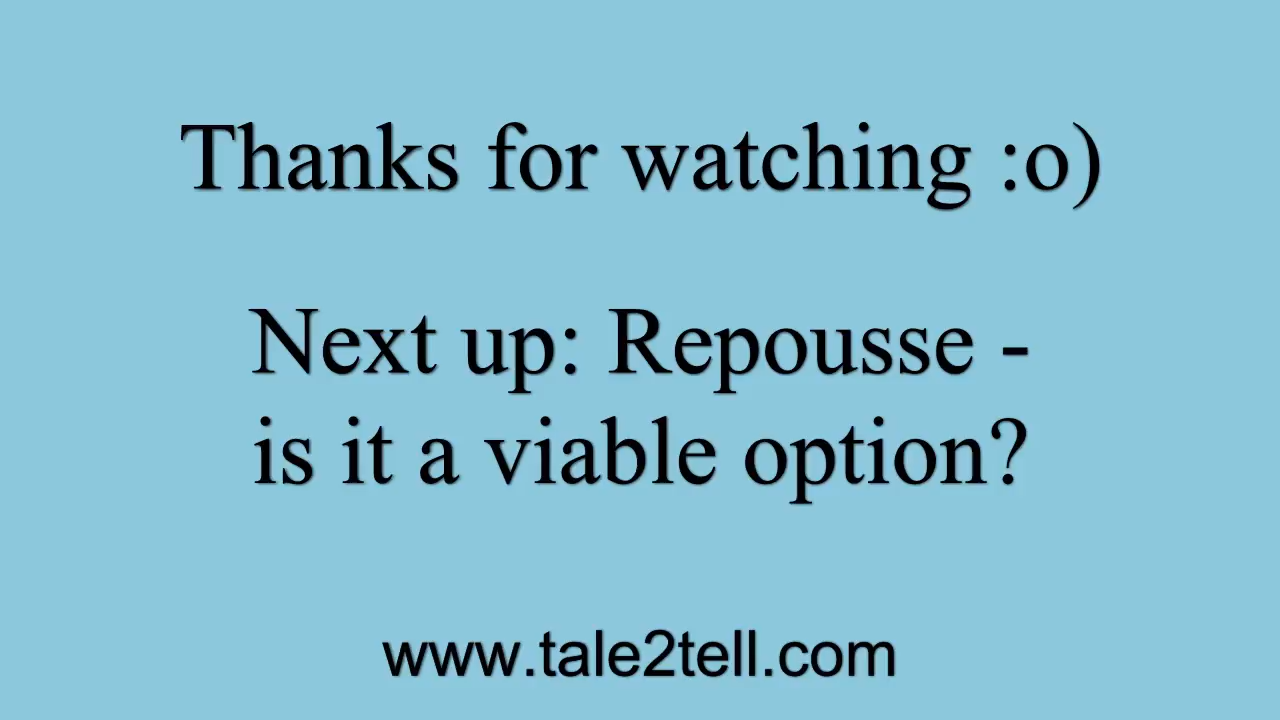 Thanks for watching :o)
Next up: Repousse -
is it a viable option?
www.tale2tell.com